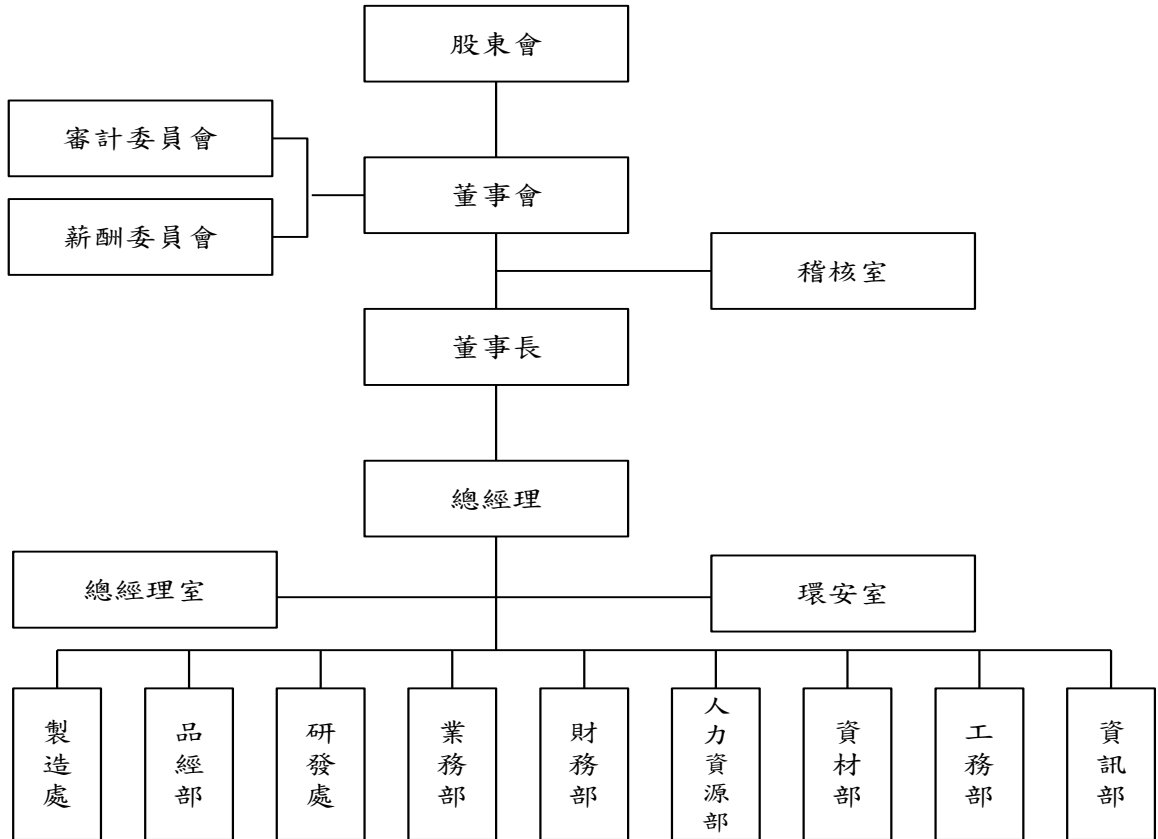 股東會
審計委員會
董事會
薪酬委員會
稽核室
董事長
總經理
總經理室
環安室
製造處
品經部
研發處
業務部
財務部
人力資源部
資材部
工務部
資訊部